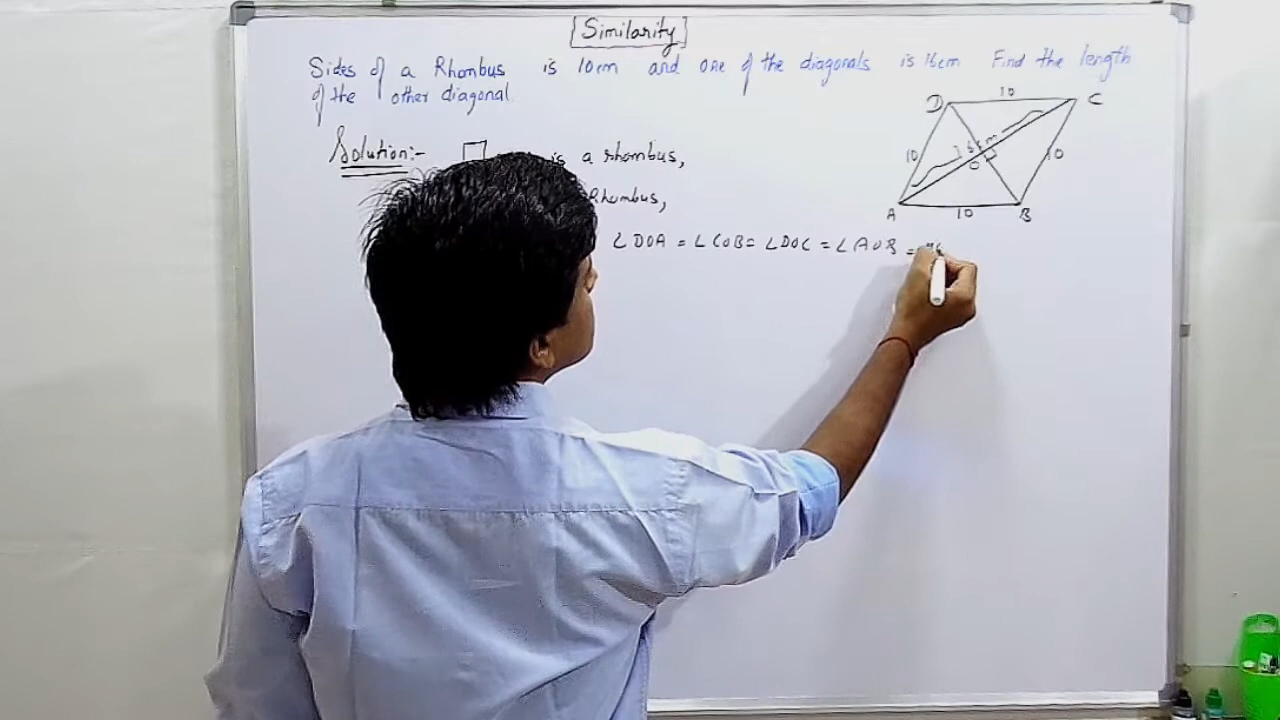 [Similarity]
Sides of a Rhombus is 10cm and one of the diagonals is 16cm Find the length
of the other diagonal.
D 10 C
Solution:- is a rhombus,
10 16cm 10
O
Rhombus,
A 10 B
∠DOA = ∠COB = ∠DOC = ∠AOB =